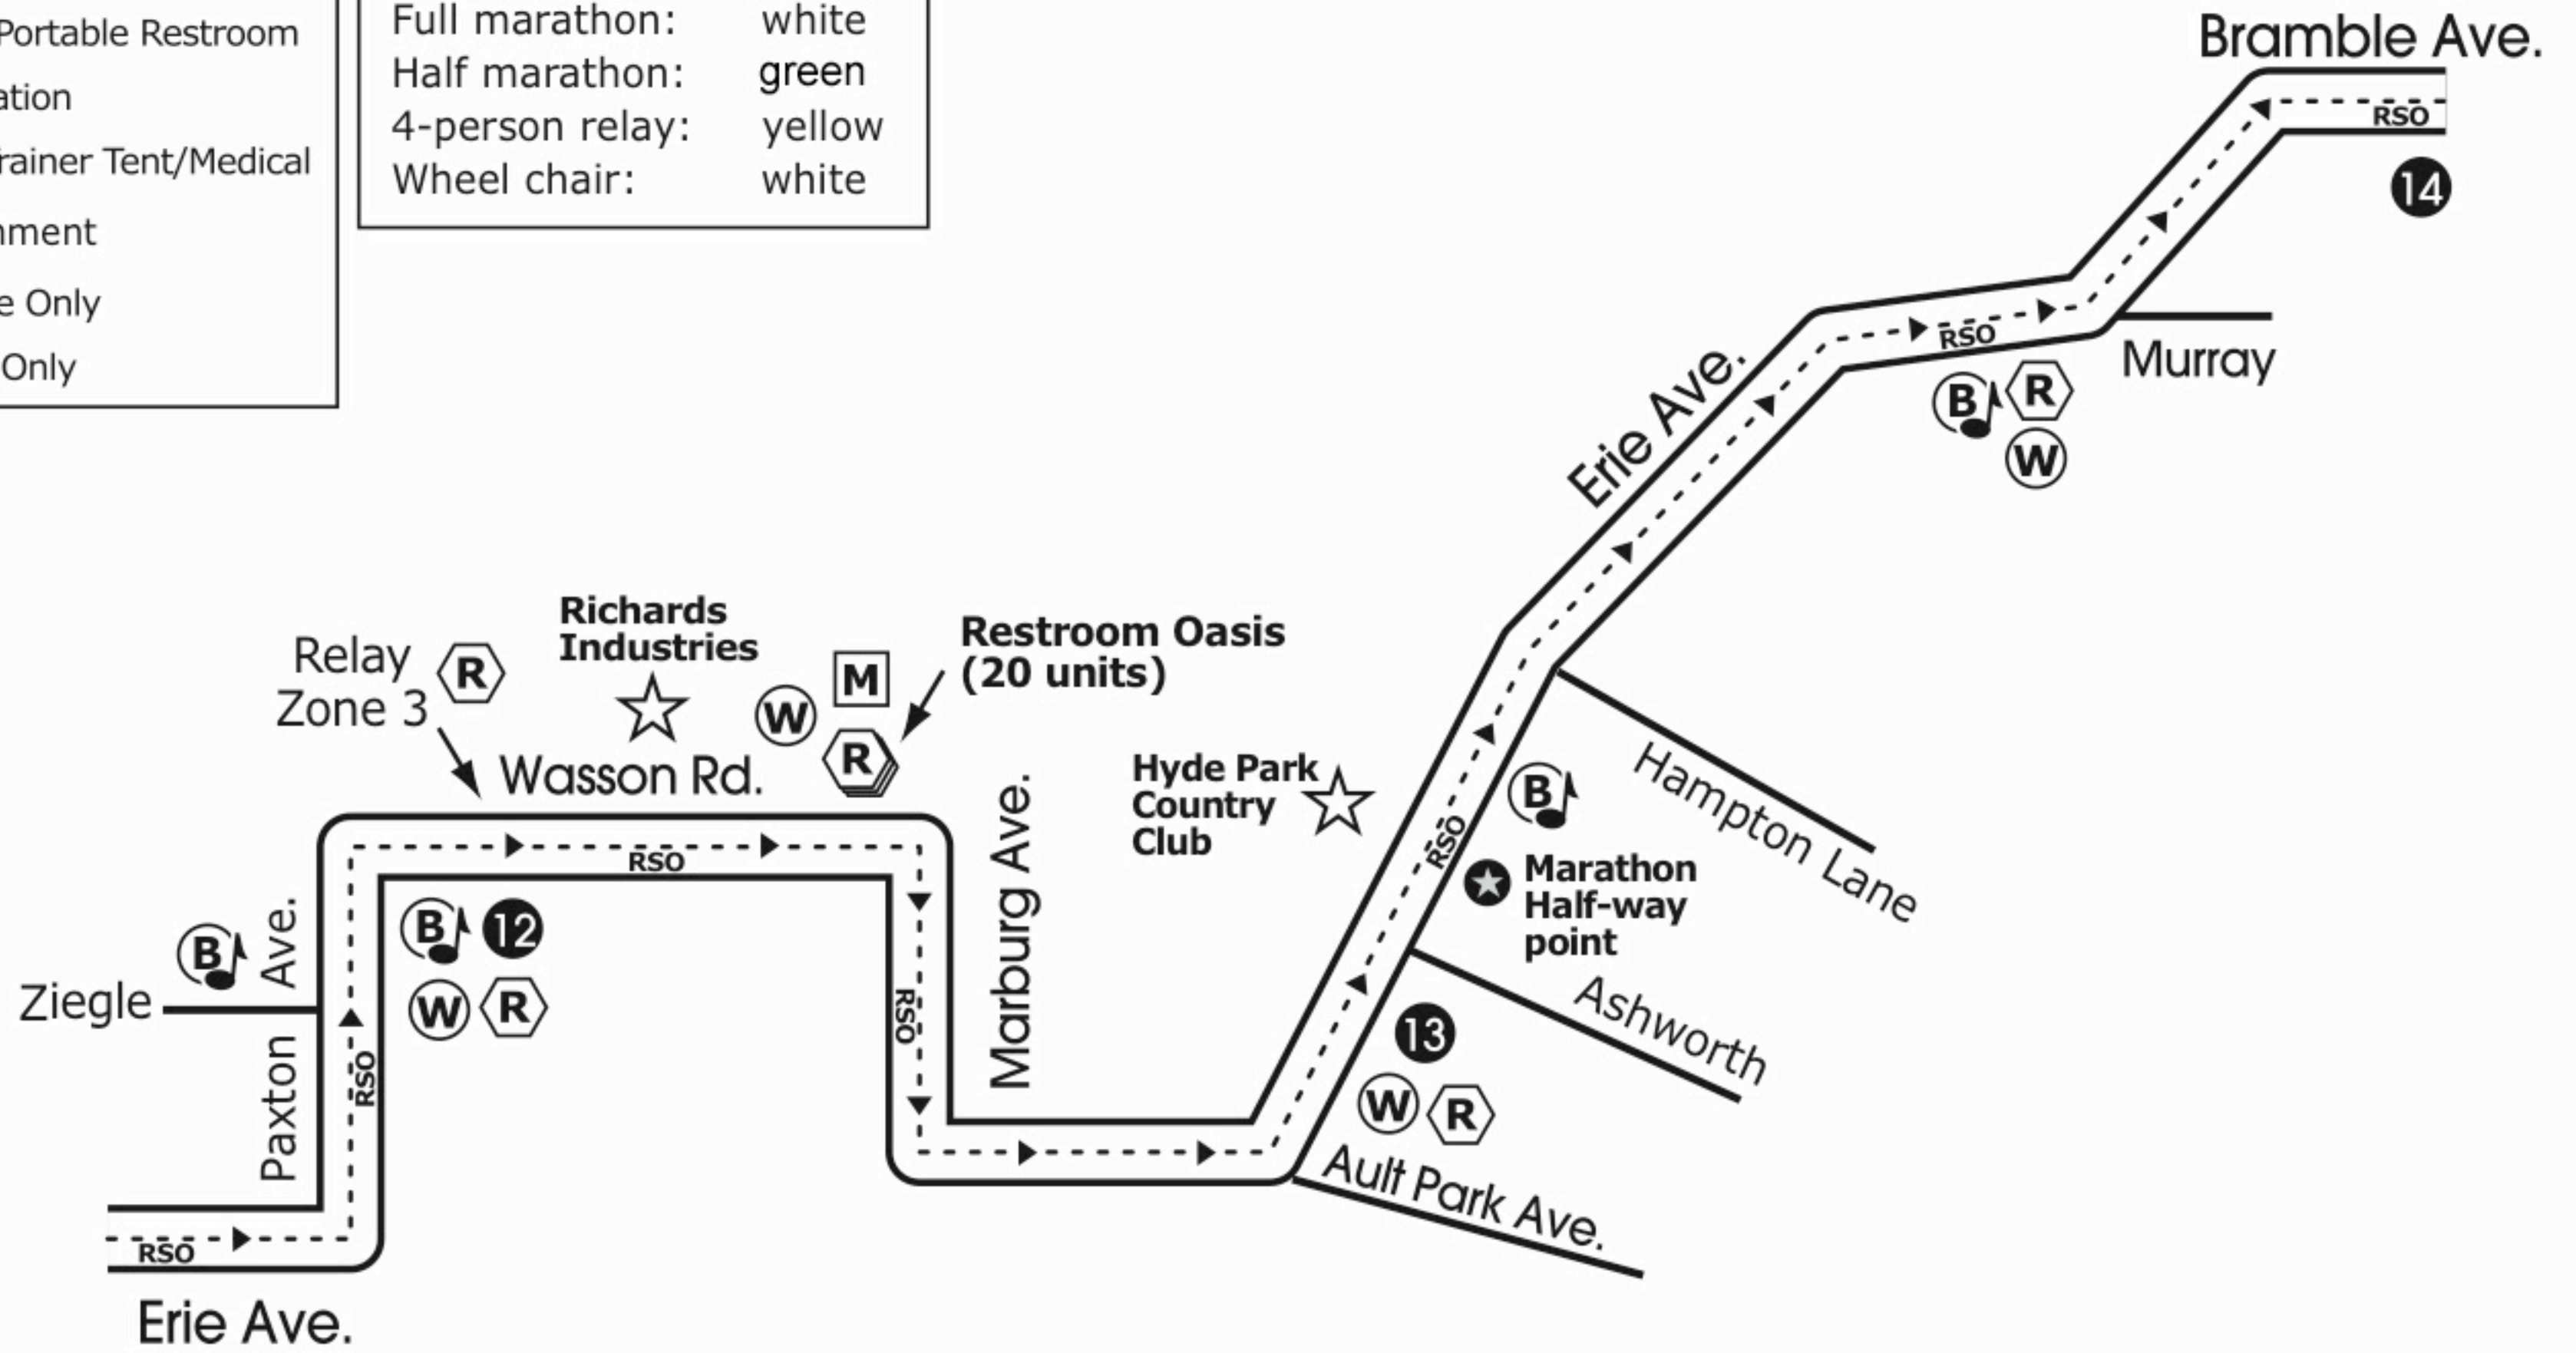 Portable Restroom
ation
rainer Tent/Medical
nment
e Only
Only
Full marathon: white
Half marathon: green
4-person relay: yellow
Wheel chair: white
Bramble Ave.
RSO
14
Murray
RSO
B
R
W
Erie Ave.
Hampton Lane
B
RSO
Marathon
Half-way
point
Hyde Park
Country
Club
Ashworth
13
W
R
Ault Park Ave.
Restroom Oasis
(20 units)
M
W
R
Richards
Industries
Relay
Zone 3
R
Wasson Rd.
RSO
Marburg Ave.
RSO
B
12
W
R
B
Ziegle
Paxton Ave.
RSO
RSO
Erie Ave.